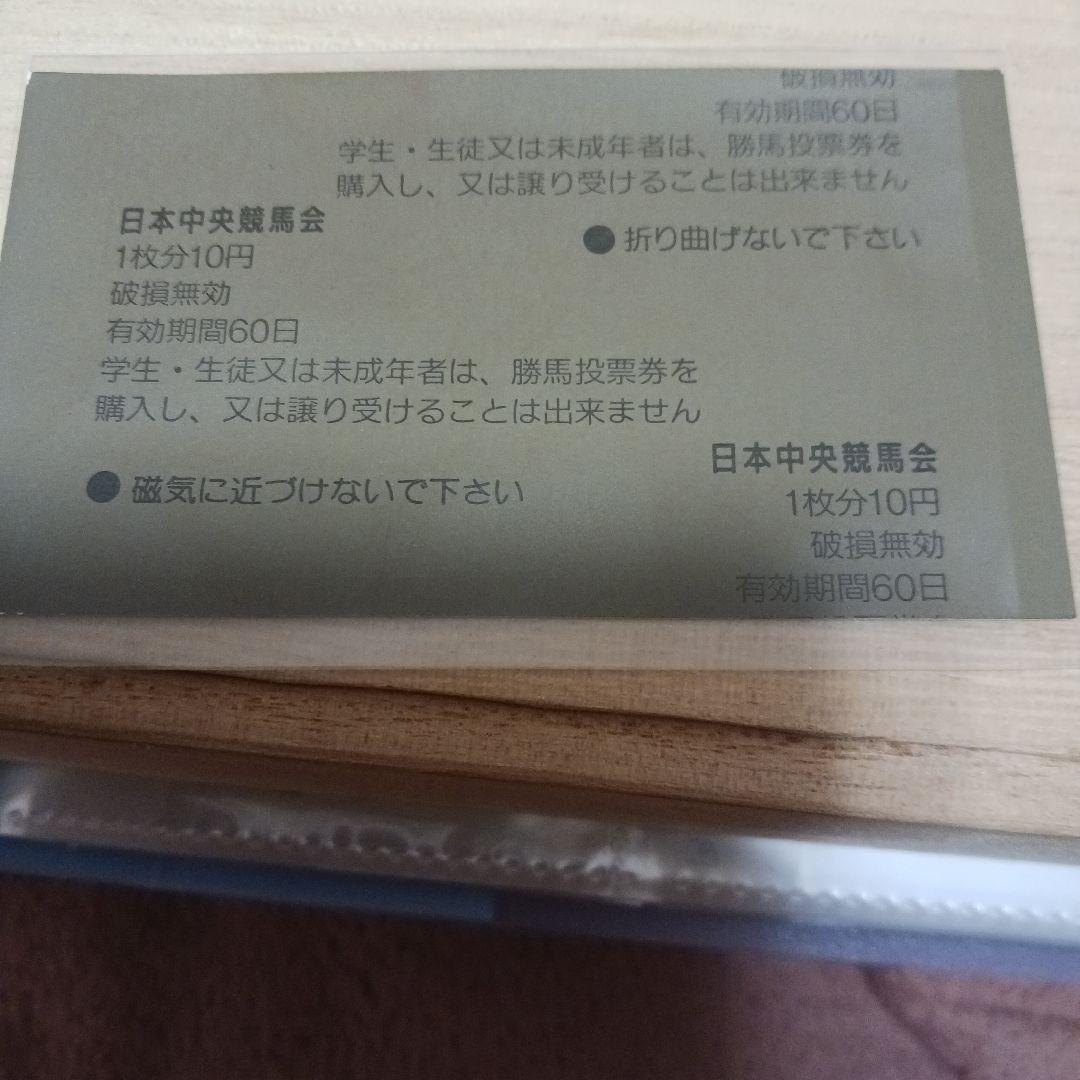 破損無効
有効期間60日
学生・生徒又は未成年者は、勝馬投票券を
購入し、又は譲り受けることは出来ません
日本中央競馬会
1枚分10円
破損無効
有効期間60日
学生・生徒又は未成年者は、勝馬投票券を
購入し、又は譲り受けることは出来ません
●折り曲げないで下さい
●磁気に近づけないで下さい
日本中央競馬会
1枚分10円
破損無効
有効期間60日